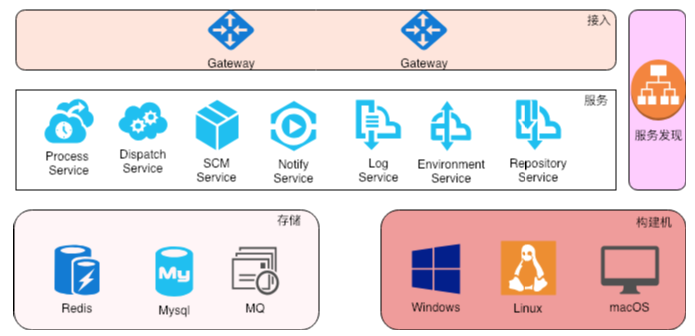 接入
Gateway
Gateway
服务
Process
Service
Dispatch
Service
SCM
Service
Notify
Service
Log
Service
Environment
Service
Repository
Service
服务发现
存储
Redis
My
Mysql
MQ
构建机
Windows
Linux
macOS